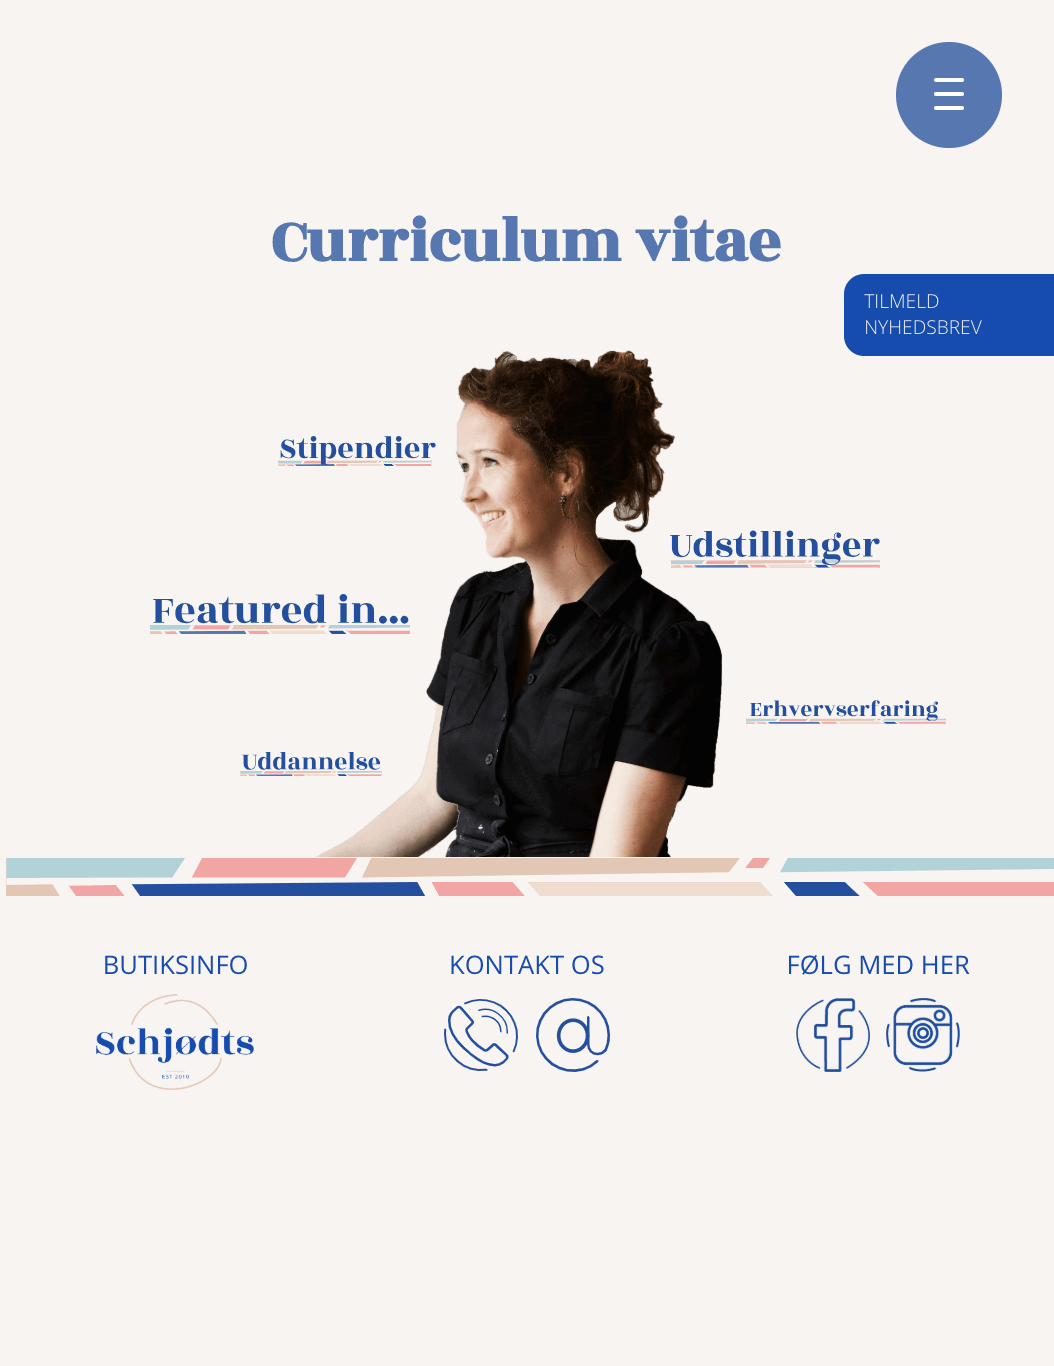 Curriculum vitae
TILMELD
NYHEDSBREV
Stipendier
Udstillinger
Featured in...
Erhvervserfaring
Uddannelse
BUTIKSINFO
KONTAKT OS
FØLG MED HER
Schjødts
EST 2019